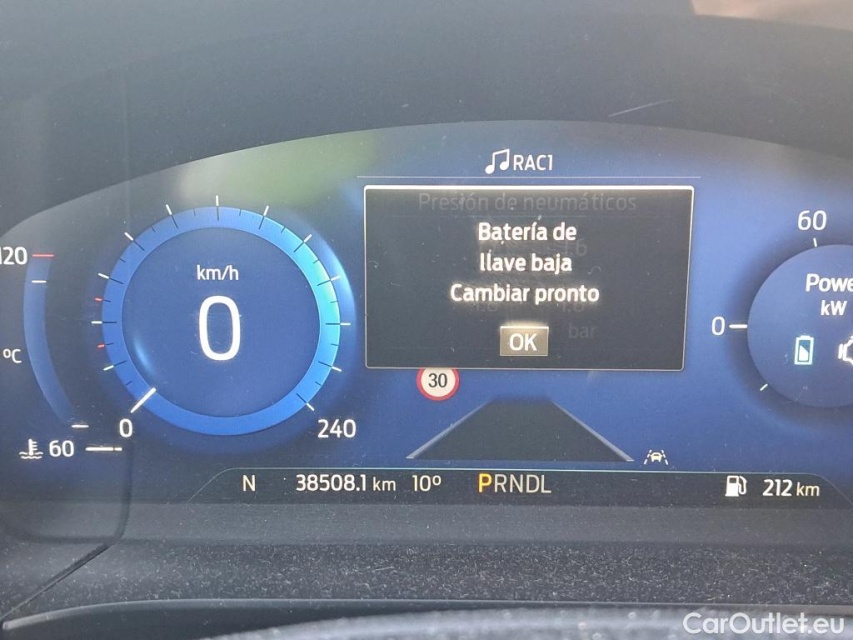 RAC1
Presión de neumáticos
Batería de
llave baja
Cambiar pronto
OK
bar
km/h
0
0
240
120
ºC
60
30
60
0
kW
N 38508.1 km 10º PRNDL 212 km
CarOutlet.eu